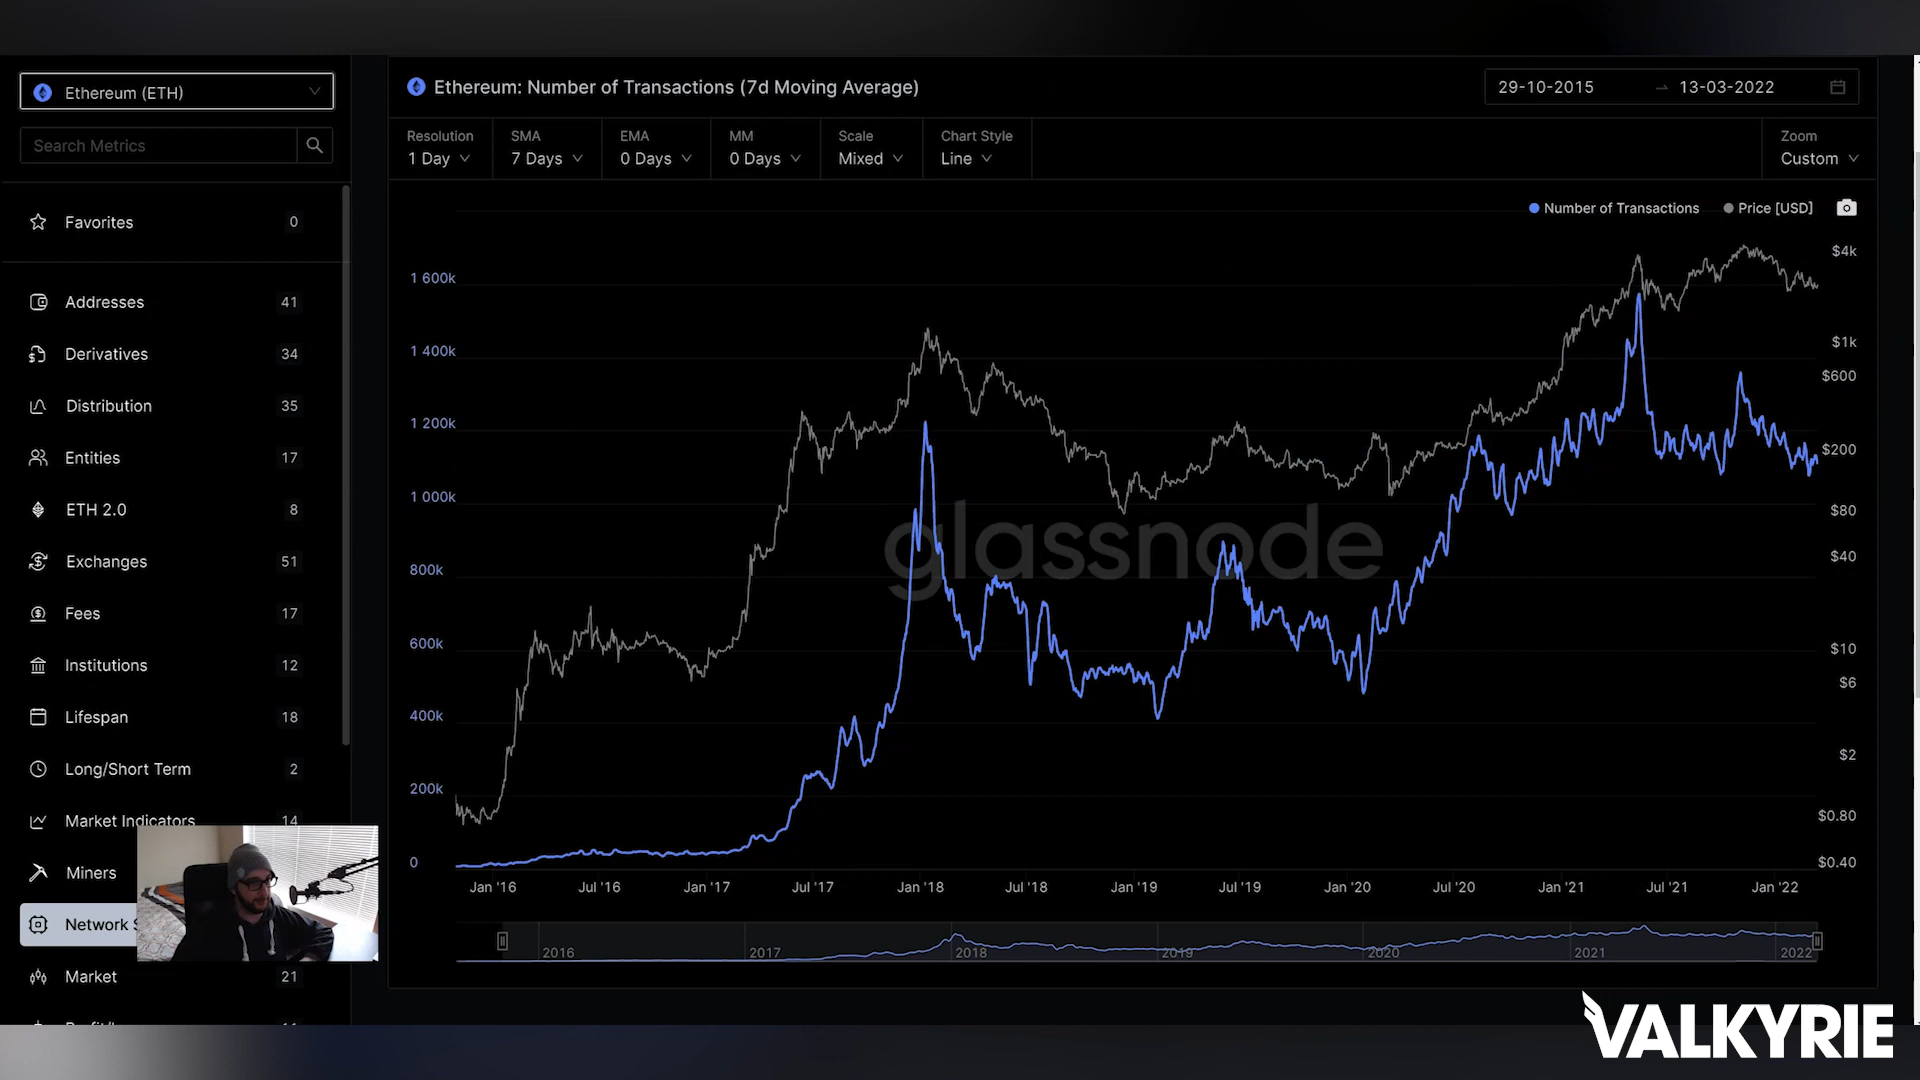 Ethereum (ETH)
Search Metrics
Favorites 0
Addresses 41
Derivatives 34
Distribution 35
Entities 17
ETH 2.0 8
Exchanges 51
Fees 17
Institutions 12
Lifespan 18
Long/Short Term 2
Market Indicators 14
Miners
Network
Market 21
Ethereum: Number of Transactions (7d Moving Average)
29-10-2015 → 13-03-2022
Resolution SMA EMA MM Scale Chart Style Zoom
1 Day 7 Days 0 Days 0 Days Mixed Line Custom
Number of Transactions Price [USD]
1 600k
1 400k
1 200k
1 000k
800k
600k
400k
200k
0
$4k
$1k
$600
$200
$80
$40
$10
$6
$2
$0.80
$0.40
glassnode
Jan '16 Jul '16 Jan '17 Jul '17 Jan '18 Jul '18 Jan '19 Jul '19 Jan '20 Jul '20 Jan '21 Jul '21 Jan '22
2016 2017 2018 2019 2020 2021 2022
VALKYRIE